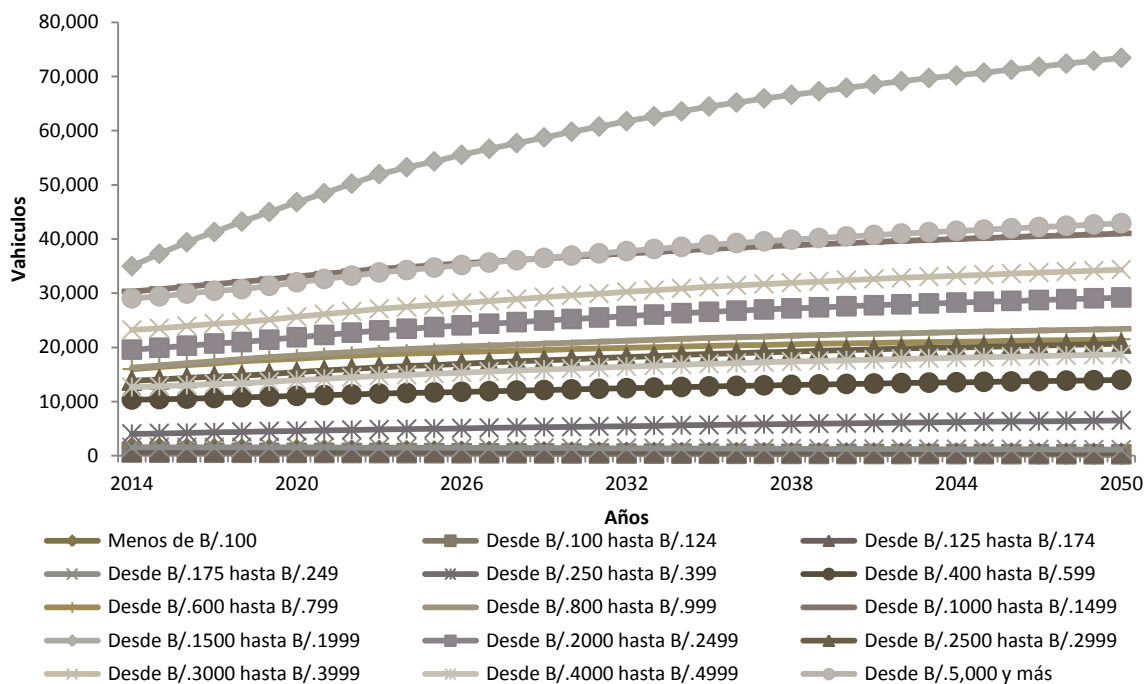 80,000
70,000
60,000
50,000
40,000
30,000
20,000
10,000
0
Vahiculos
2014 2020 2026 2032 2038 2044 2050
Años
Menos de B/.100 Desde B/.100 hasta B/.124 Desde B/.125 hasta B/.174
Desde B/.175 hasta B/.249 Desde B/.250 hasta B/.399 Desde B/.400 hasta B/.599
Desde B/.600 hasta B/.799 Desde B/.800 hasta B/.999 Desde B/.1000 hasta B/.1499
Desde B/.1500 hasta B/.1999 Desde B/.2000 hasta B/.2499 Desde B/.2500 hasta B/.2999
Desde B/.3000 hasta B/.3999 Desde B/.4000 hasta B/.4999 Desde B/.5,000 y más